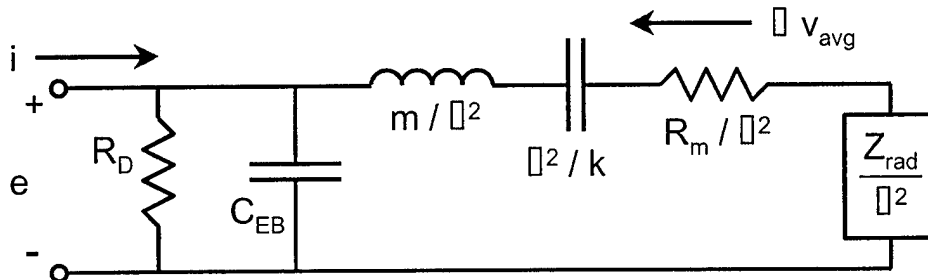 i
▯ v_avg
+
m / ▯²
▯² / k
R_m / ▯²
Z_rad
▯²
R_D
C_EB
e
-